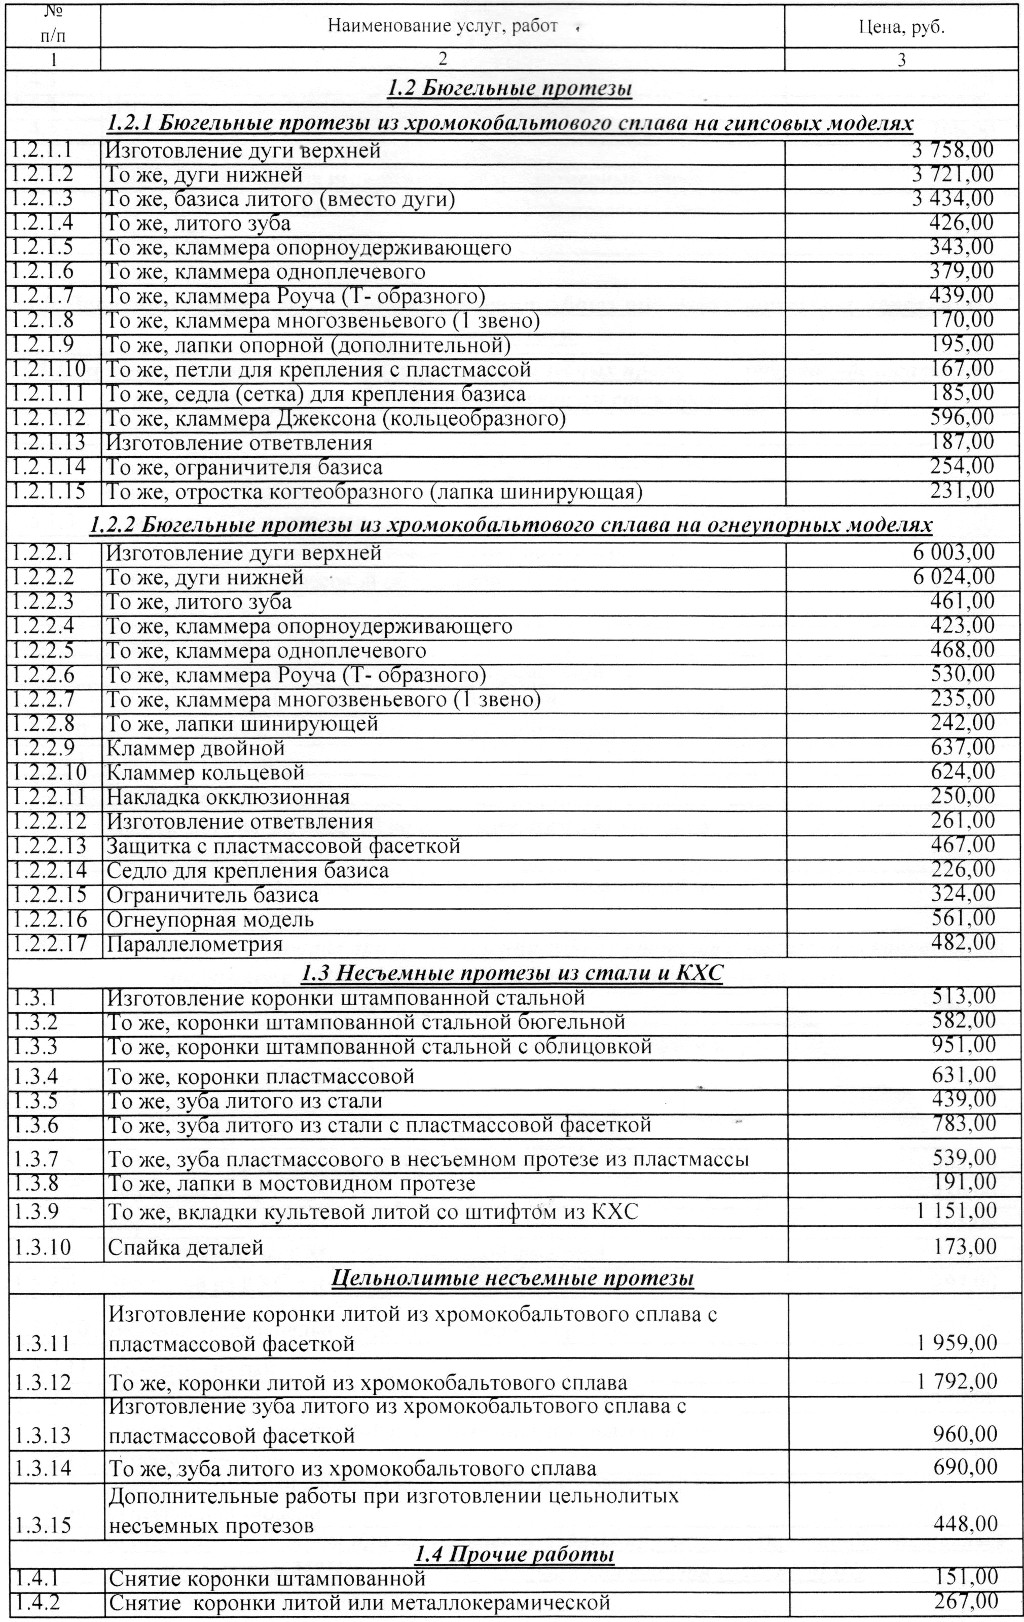 №
п/п
Наименование услуг, работ
Цена, руб.
1 2 3
1.2 Бюгельные протезы
1.2.1 Бюгельные протезы из хромокобальтового сплава на гипсовых моделях
1.2.1.1 Изготовление дуги верхней 3 758,00
1.2.1.2 То же, дуги нижней 3 721,00
1.2.1.3 То же, базиса литого (вместо дуги) 3 434,00
1.2.1.4 То же, литого зуба 426,00
1.2.1.5 То же, кламмера опорноудерживающего 343,00
1.2.1.6 То же, кламмера одноплечевого 379,00
1.2.1.7 То же, кламмера Роуча (Т- образного) 439,00
1.2.1.8 То же, кламмера многозвеньевого (1 звено) 170,00
1.2.1.9 То же, лапки опорной (дополнительной) 195,00
1.2.1.10 То же, петли для крепления с пластмассой 167,00
1.2.1.11 То же, седла (сетка) для крепления базиса 185,00
1.2.1.12 То же, кламмера Джексона (кольцеобразного) 596,00
1.2.1.13 Изготовление ответвления 187,00
1.2.1.14 То же, ограничителя базиса 254,00
1.2.1.15 То же, отростка когтеобразного (лапка шинирующая) 231,00
1.2.2 Бюгельные протезы из хромокобальтового сплава на огнеупорных моделях
1.2.2.1 Изготовление дуги верхней 6 003,00
1.2.2.2 То же, дуги нижней 6 024,00
1.2.2.3 То же, литого зуба 461,00
1.2.2.4 То же, кламмера опорноудерживающего 423,00
1.2.2.5 То же, кламмера одноплечевого 468,00
1.2.2.6 То же, кламмера Роуча (Т- образного) 530,00
1.2.2.7 То же, кламмера многозвеньевого (1 звено) 235,00
1.2.2.8 То же, лапки шинирующей 242,00
1.2.2.9 Кламмер двойной 637,00
1.2.2.10 Кламмер кольцевой 624,00
1.2.2.11 Накладка окклюзионная 250,00
1.2.2.12 Изготовление ответвления 261,00
1.2.2.13 Защитка с пластмассовой фасеткой 467,00
1.2.2.14 Седло для крепления базиса 226,00
1.2.2.15 Ограничитель базиса 324,00
1.2.2.16 Огнеупорная модель 561,00
1.2.2.17 Параллелометрия 482,00
1.3 Несъемные протезы из стали и КХС
1.3.1 Изготовление коронки штампованной стальной 513,00
1.3.2 То же, коронки штампованной стальной бюгельной 582,00
1.3.3 То же, коронки штампованной стальной с облицовкой 951,00
1.3.4 То же, коронки пластмассовой 631,00
1.3.5 То же, зуба литого из стали 439,00
1.3.6 То же, зуба литого из стали с пластмассовой фасеткой 783,00
1.3.7 То же, зуба пластмассового в несъемном протезе из пластмассы 539,00
1.3.8 То же, лапки в мостовидном протезе 191,00
1.3.9 То же, вкладки культевой литой со штифтом из КХС 1 151,00
1.3.10 Спайка деталей 173,00
Цельнолитые несъемные протезы
Изготовление коронки литой из хромокобальтового сплава с
1.3.11 пластмассовой фасеткой 1 959,00
1.3.12 То же, коронки литой из хромокобальтового сплава 1 792,00
Изготовление зуба литого из хромокобальтового сплава с
1.3.13 пластмассовой фасеткой 960,00
1.3.14 То же, зуба литого из хромокобальтового сплава 690,00
Дополнительные работы при изготовлении цельнолитых
1.3.15 несъемных протезов 448,00
1.4 Прочие работы
1.4.1 Снятие коронки штампованной 151,00
1.4.2 Снятие коронки литой или металлокерамической 267,00